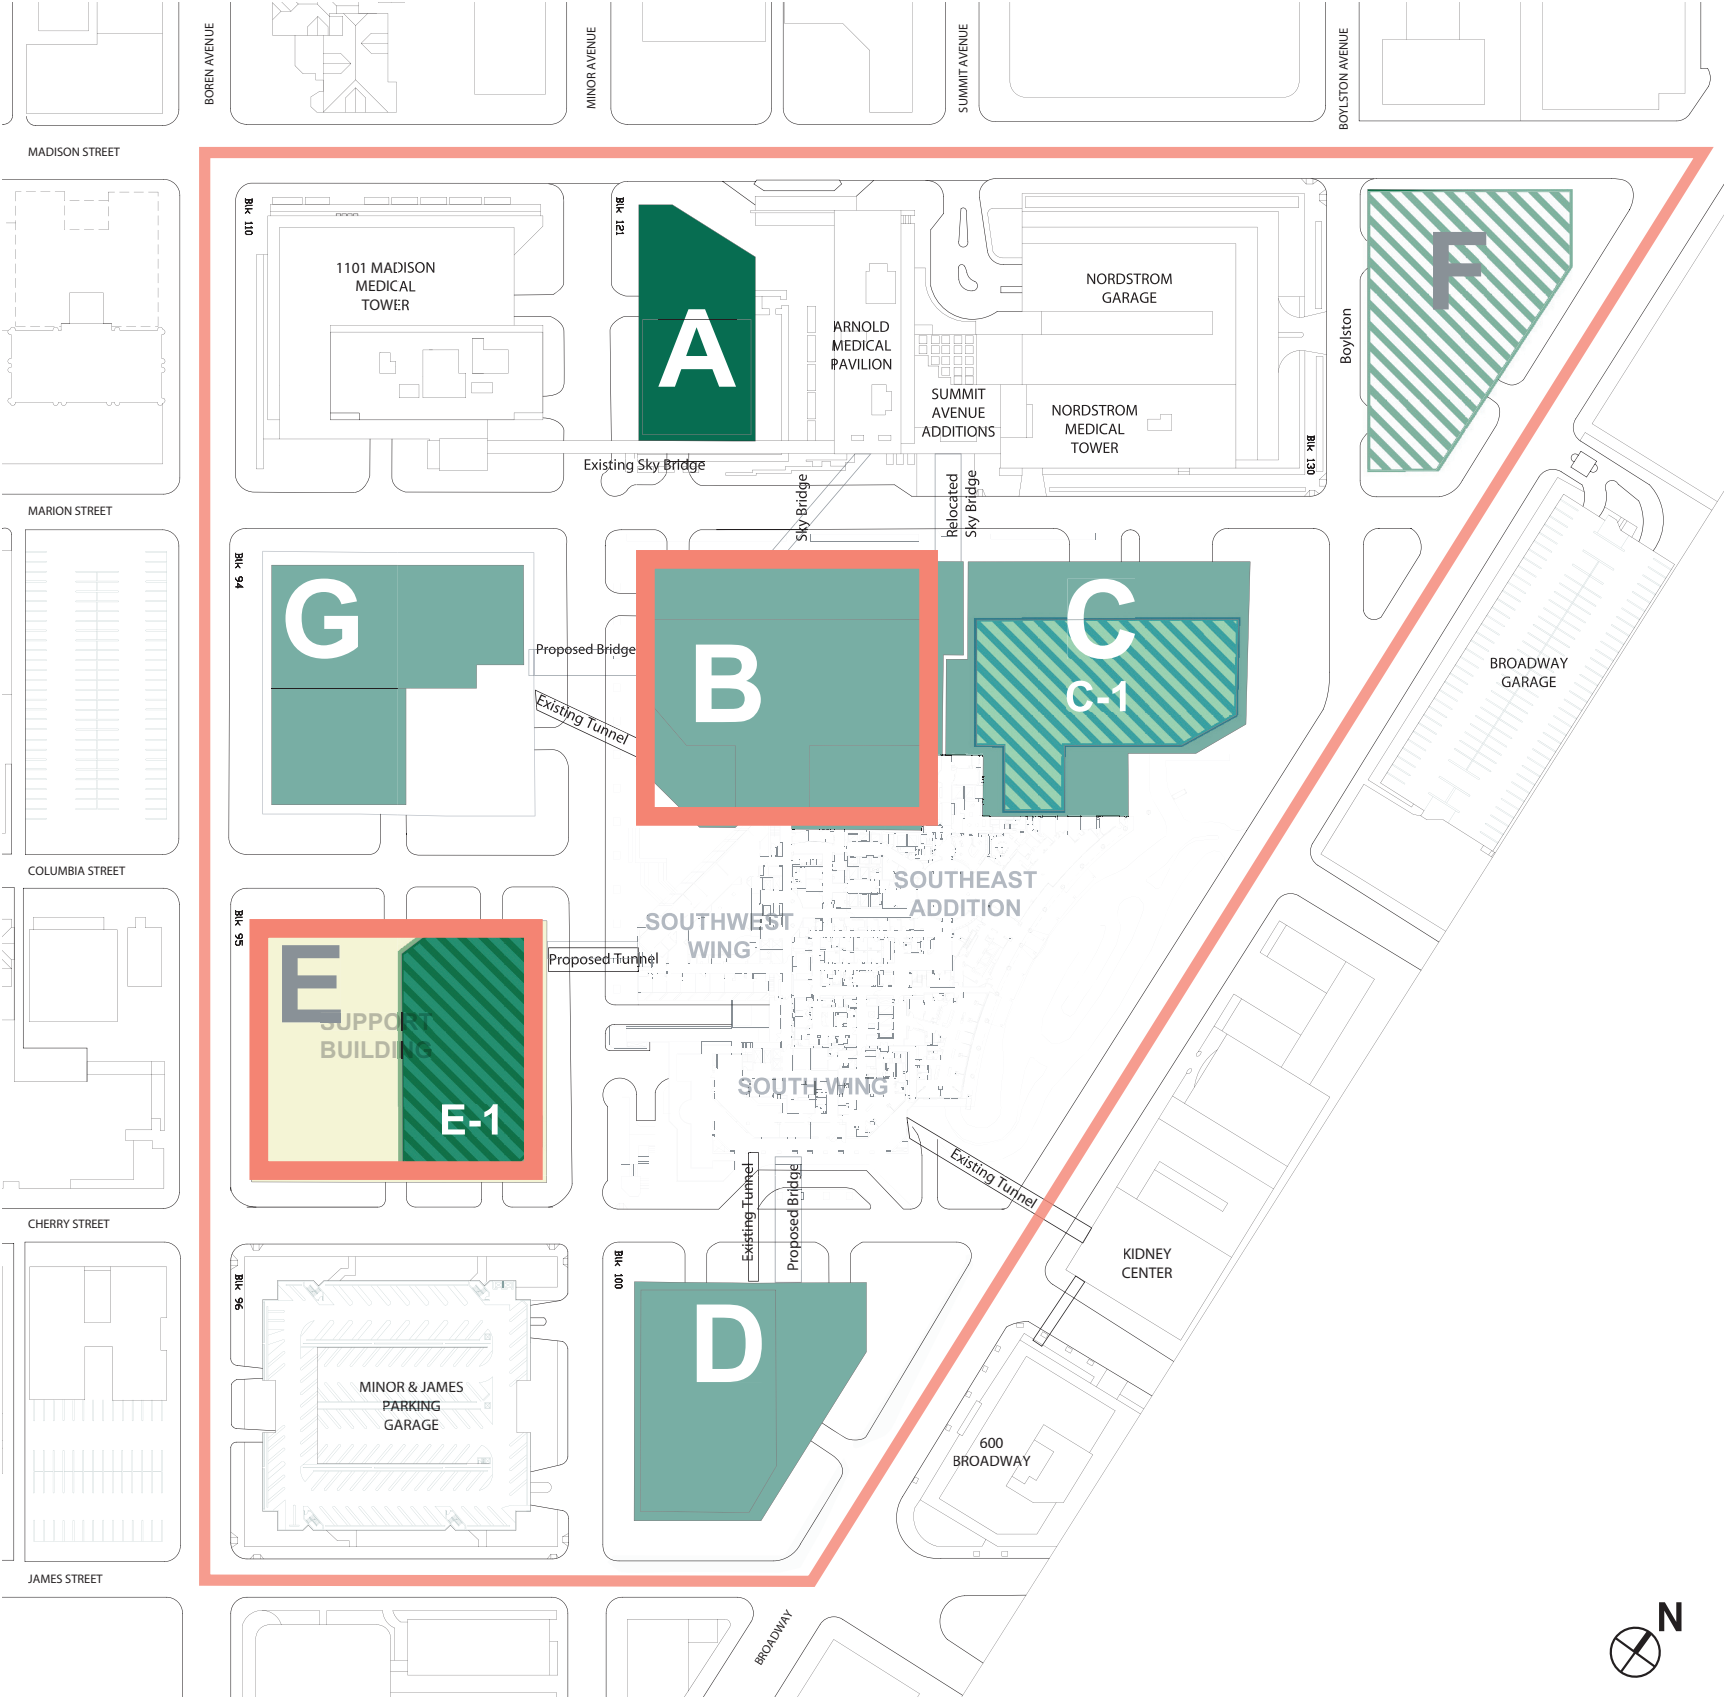 BOREN AVENUE
MINOR AVENUE
SUMMIT AVENUE
BOYLSTON AVENUE
MADISON STREET
Blk 110
1101 MADISON
MEDICAL
TOWER
Blk 121
A
ARNOLD
MEDICAL
PAVILION
NORDSTROM
GARAGE
SUMMIT
AVENUE
ADDITIONS
NORDSTROM
MEDICAL
TOWER
Blk 130
Boylston
F
Existing Sky Bridge
Sky Bridge
Relocated
Sky Bridge
MARION STREET
Blk 94
G
Proposed Bridge
Existing Tunnel
B
C
C-1
BROADWAY
GARAGE
COLUMBIA STREET
Blk 95
E
SUPPORT
BUILDING
E-1
Proposed Tunnel
SOUTHWEST
WING
SOUTHEAST
ADDITION
SOUTH WING
Existing Tunnel
Proposed Bridge
Existing Tunnel
CHERRY STREET
KIDNEY
CENTER
Blk 96
MINOR & JAMES
PARKING
GARAGE
Blk 100
D
600
BROADWAY
JAMES STREET
BROADWAY
N